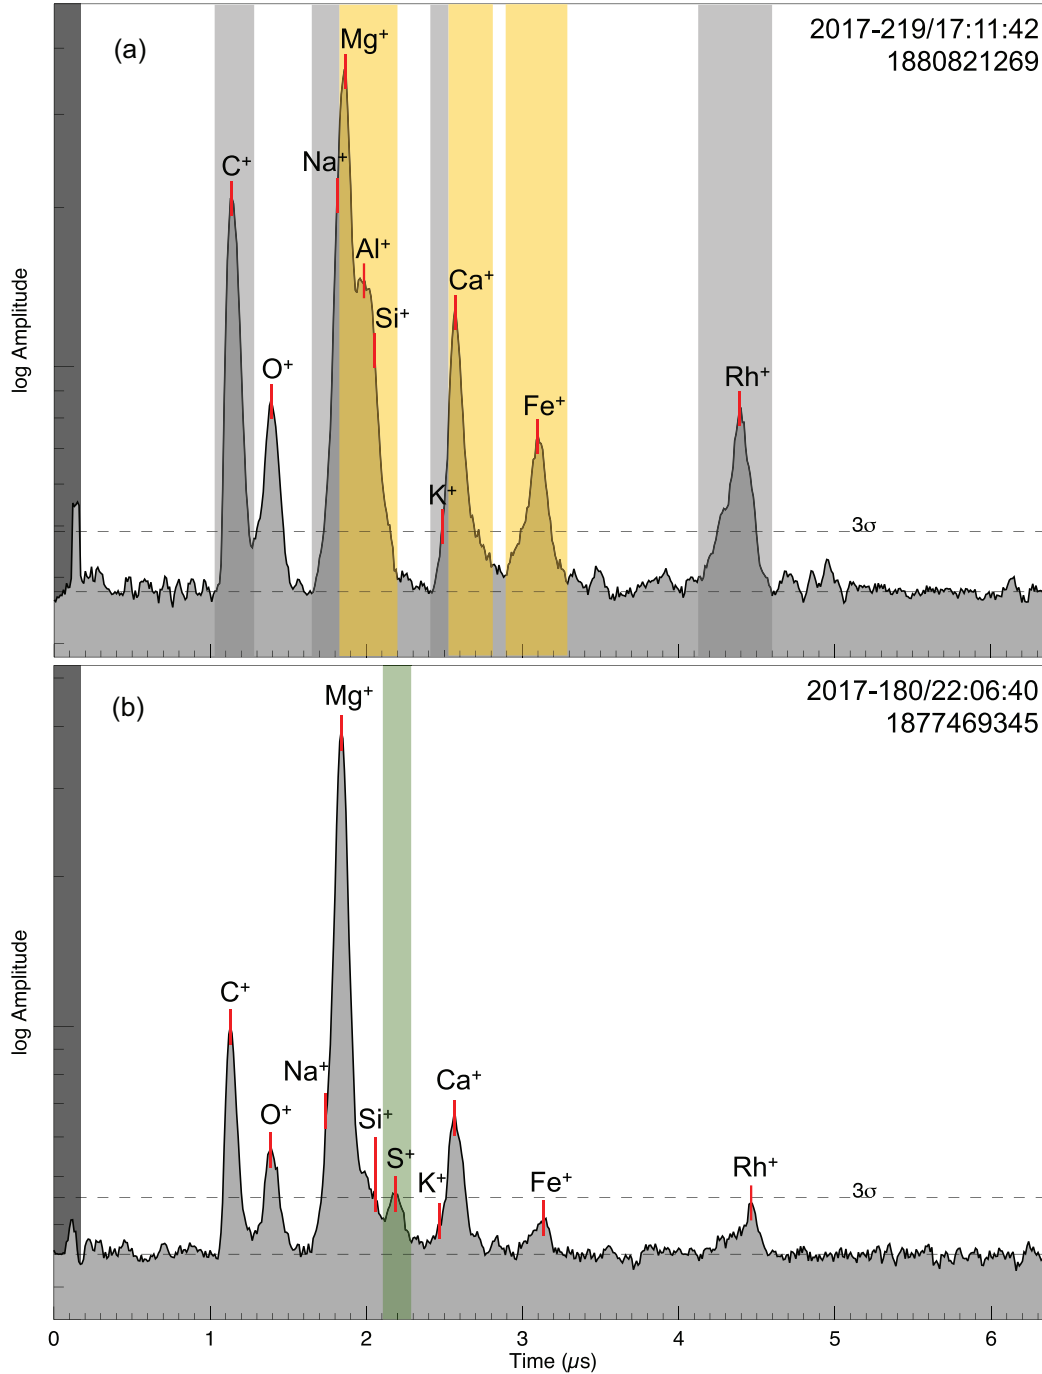 (a)
2017-219/17:11:42
1880821269
Mg⁺
C⁺
Na⁺
Al⁺
Ca⁺
Si⁺
O⁺
Rh⁺
Fe⁺
K⁺
3σ
log Amplitude
(b)
2017-180/22:06:40
1877469345
Mg⁺
C⁺
Na⁺
Ca⁺
O⁺
Si⁺
S⁺
K⁺
Fe⁺
Rh⁺
3σ
log Amplitude
0 1 2 3 4 5 6
Time (μs)